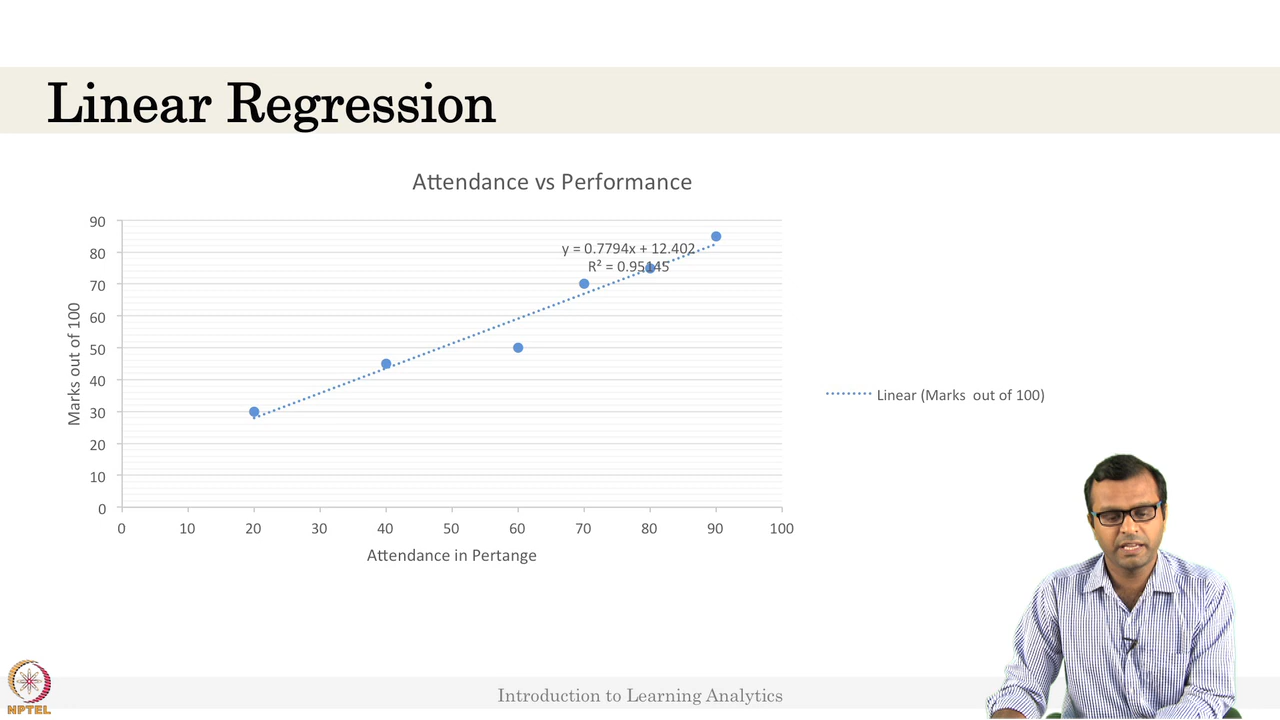 Linear Regression
Attendance vs Performance
90
80
70
60
50
40
30
20
10
0
Marks out of 100
y = 0.7794x + 12.402
R² = 0.95145
Linear (Marks  out of 100)
0 10 20 30 40 50 60 70 80 90 100
Attendance in Pertange
NPTEL
Introduction to Learning Analytics